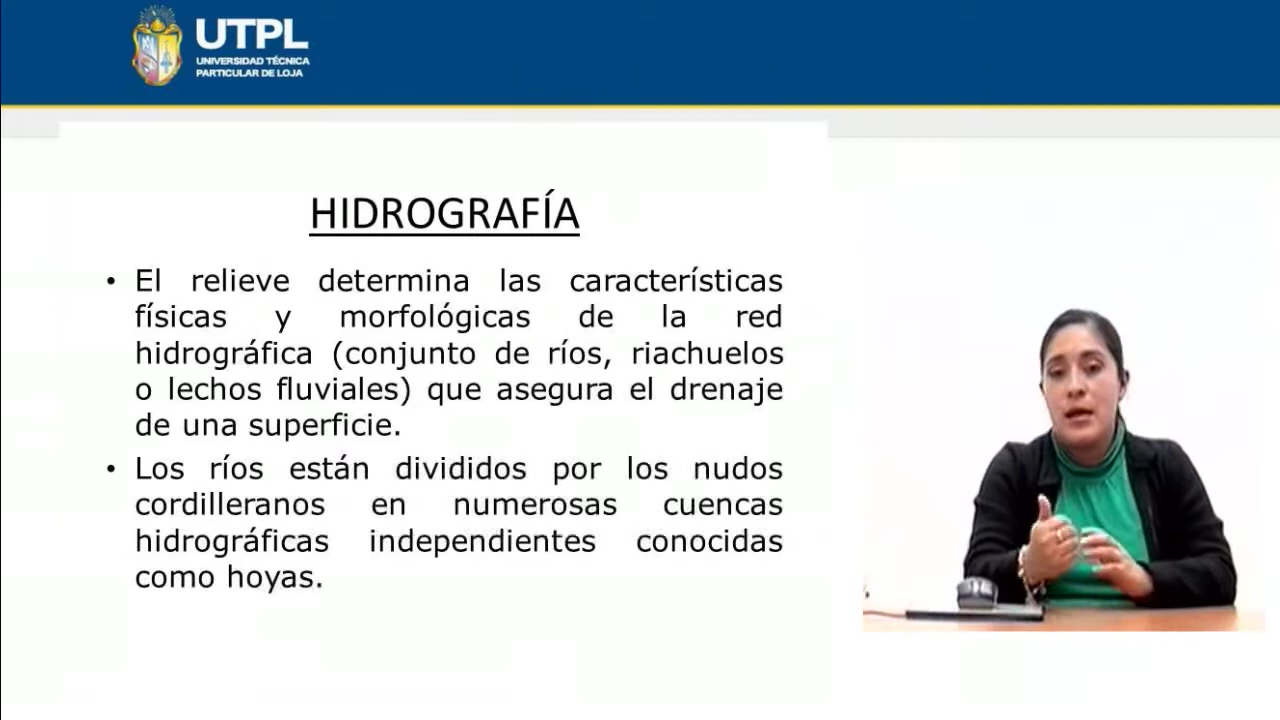 UTPL
UNIVERSIDAD TÉCNICA
PARTICULAR DE LOJA
HIDROGRAFÍA
• El relieve determina las características
físicas y morfológicas de la red
hidrográfica (conjunto de ríos, riachuelos
o lechos fluviales) que asegura el drenaje
de una superficie.
• Los ríos están divididos por los nudos
cordilleranos en numerosas cuencas
hidrográficas independientes conocidas
como hoyas.